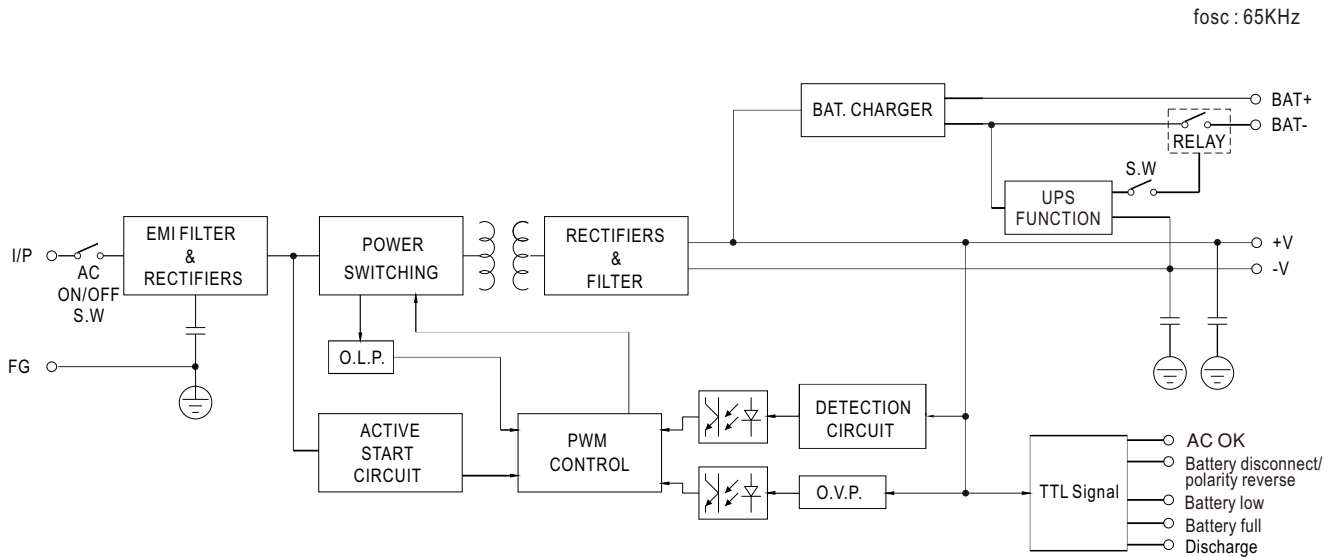 fosc : 65KHz
BAT. CHARGER
BAT+
BAT-
RELAY
S.W
UPS
FUNCTION
I/P
AC
ON/OFF
S.W
EMI FILTER
&
RECTIFIERS
POWER
SWITCHING
RECTIFIERS
&
FILTER
+V
-V
FG
O.L.P.
ACTIVE
START
CIRCUIT
PWM
CONTROL
DETECTION
CIRCUIT
O.V.P.
TTL Signal
AC OK
Battery disconnect/
polarity reverse
Battery low
Battery full
Discharge